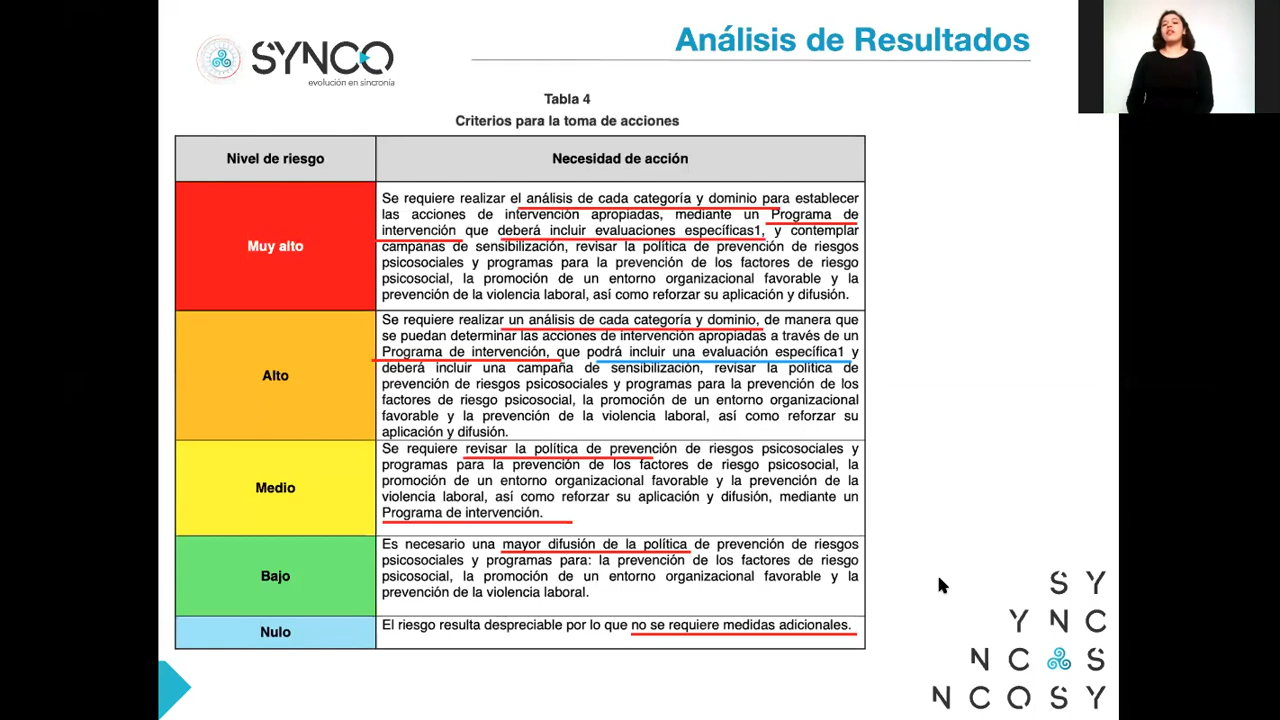 SYNCO
evolución en sincronía
Análisis de Resultados
Tabla 4
Criterios para la toma de acciones
Nivel de riesgo
Necesidad de acción
Muy alto
Se requiere realizar el análisis de cada categoría y dominio para establecer
las acciones de intervención apropiadas, mediante un Programa de
intervención que deberá incluir evaluaciones específicas1, y contemplar
campañas de sensibilización, revisar la política de prevención de riesgos
psicosociales y programas para la prevención de los factores de riesgo
psicosocial, la promoción de un entorno organizacional favorable y la
prevención de la violencia laboral, así como reforzar su aplicación y difusión.
Alto
Se requiere realizar un análisis de cada categoría y dominio, de manera que
se puedan determinar las acciones de intervención apropiadas a través de un
Programa de intervención, que podrá incluir una evaluación específica1 y
deberá incluir una campaña de sensibilización, revisar la política de
prevención de riesgos psicosociales y programas para la prevención de los
factores de riesgo psicosocial, la promoción de un entorno organizacional
favorable y la prevención de la violencia laboral, así como reforzar su
aplicación y difusión.
Medio
Se requiere revisar la política de prevención de riesgos psicosociales y
programas para la prevención de los factores de riesgo psicosocial, la
promoción de un entorno organizacional favorable y la prevención de la
violencia laboral, así como reforzar su aplicación y difusión, mediante un
Programa de intervención.
Bajo
Es necesario una mayor difusión de la política de prevención de riesgos
psicosociales y programas para: la prevención de los factores de riesgo
psicosocial, la promoción de un entorno organizacional favorable y la
prevención de la violencia laboral.
Nulo
El riesgo resulta despreciable por lo que no se requiere medidas adicionales.
S Y
Y N C
N C S
N C O S Y